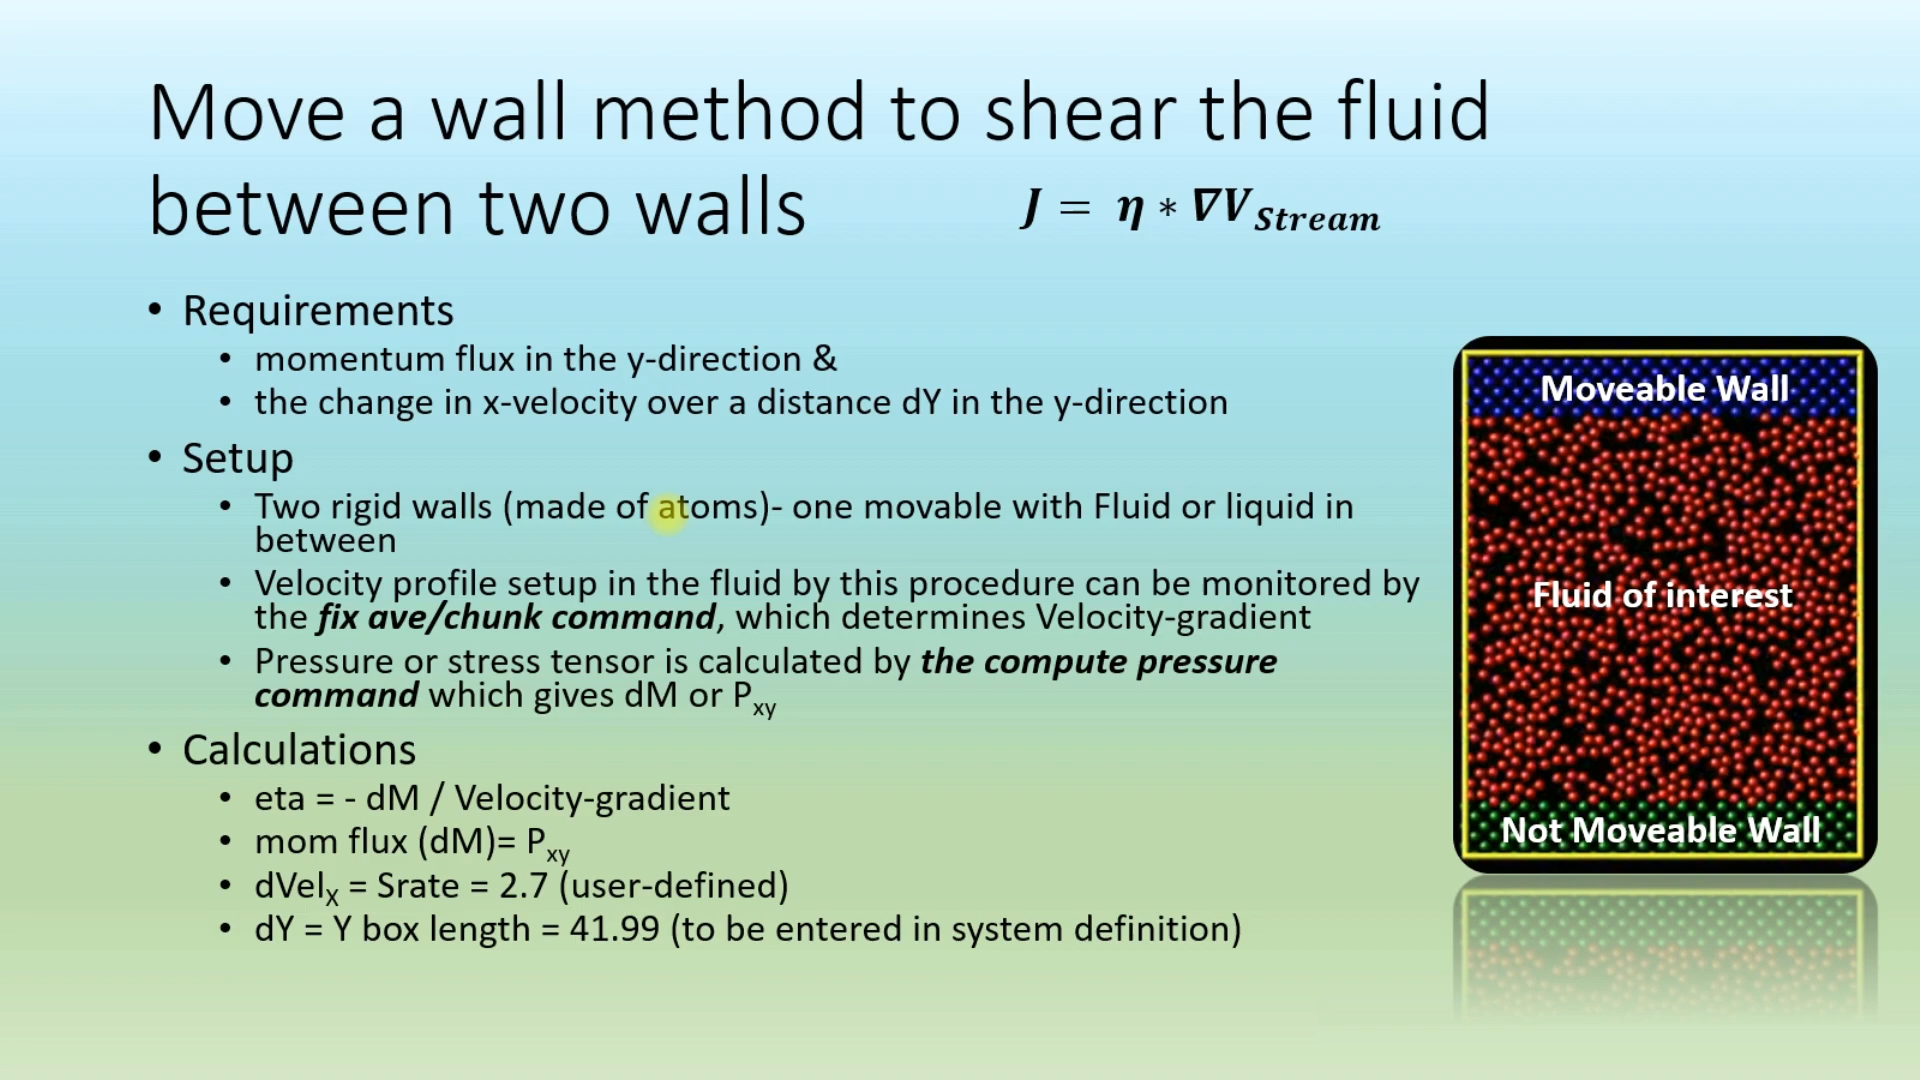 Move a wall method to shear the fluid
between two walls
J = η * ∇V_Stream
• Requirements
• momentum flux in the y-direction &
• the change in x-velocity over a distance dY in the y-direction
• Setup
• Two rigid walls (made of atoms)- one movable with Fluid or liquid in
between
• Velocity profile setup in the fluid by this procedure can be monitored by
the fix ave/chunk command, which determines Velocity-gradient
• Pressure or stress tensor is calculated by the compute pressure
command which gives dM or Pxy
• Calculations
• eta = - dM / Velocity-gradient
• mom flux (dM)= Pxy
• dVelX = Srate = 2.7 (user-defined)
• dY = Y box length = 41.99 (to be entered in system definition)
Moveable Wall
Fluid of interest
Not Moveable Wall